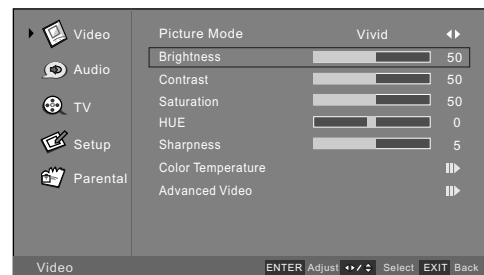 Video
Audio
TV
Setup
Parental
Picture Mode Vivid
Brightness 50
Contrast 50
Saturation 50
HUE 0
Sharpness 5
Color Temperature
Advanced Video
Video ENTER Adjust Select EXIT Back